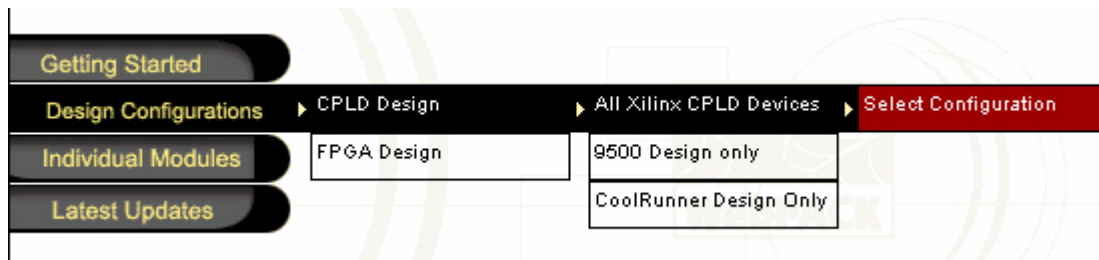 Getting Started
Design Configurations CPLD Design All Xilinx CPLD Devices Select Configuration
Individual Modules FPGA Design 9500 Design only
Latest Updates CoolRunner Design Only